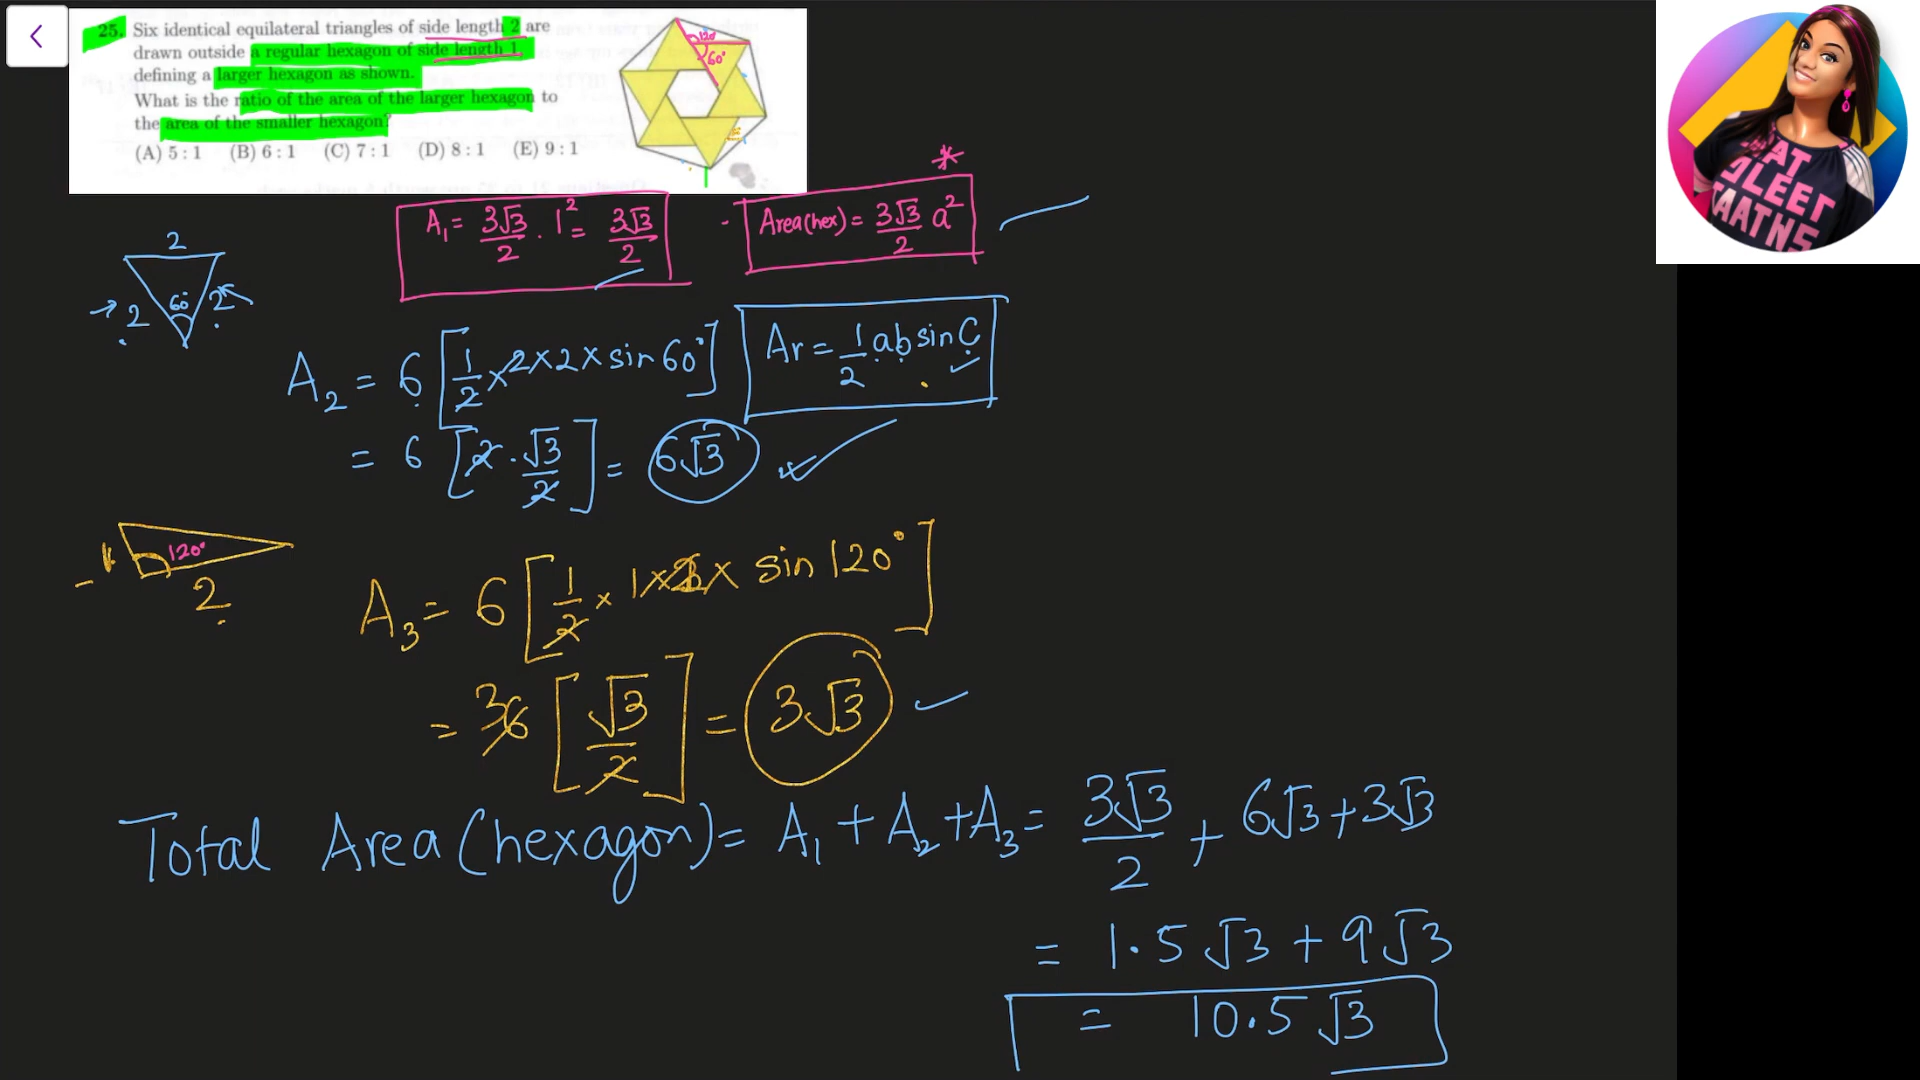 25. Six identical equilateral triangles of side length 2 are
drawn outside a regular hexagon of side length 1,
defining a larger hexagon as shown.
What is the ratio of the area of the larger hexagon to
the area of the smaller hexagon?
(A) 5 : 1 (B) 6 : 1 (C) 7 : 1 (D) 8 : 1 (E) 9 : 1
120°
60°
A₁ = 3√3/2 · 1² = 3√3/2
Area(hex) = 3√3/2 a²
*
2
60°
2
2
A₂ = 6 [1/2 × 2 × 2 × sin 60°]
Ar = 1/2 ab sin C
= 6 [2 · √3/2] = 6√3
120°
2
A₃ = 6 [1/2 × 1 × 2 × sin 120°]
= 36 [√3/2] = 3√3
Total Area (hexagon) = A₁ + A₂ + A₃ = 3√3/2 + 6√3 + 3√3
= 1.5√3 + 9√3
= 10.5√3